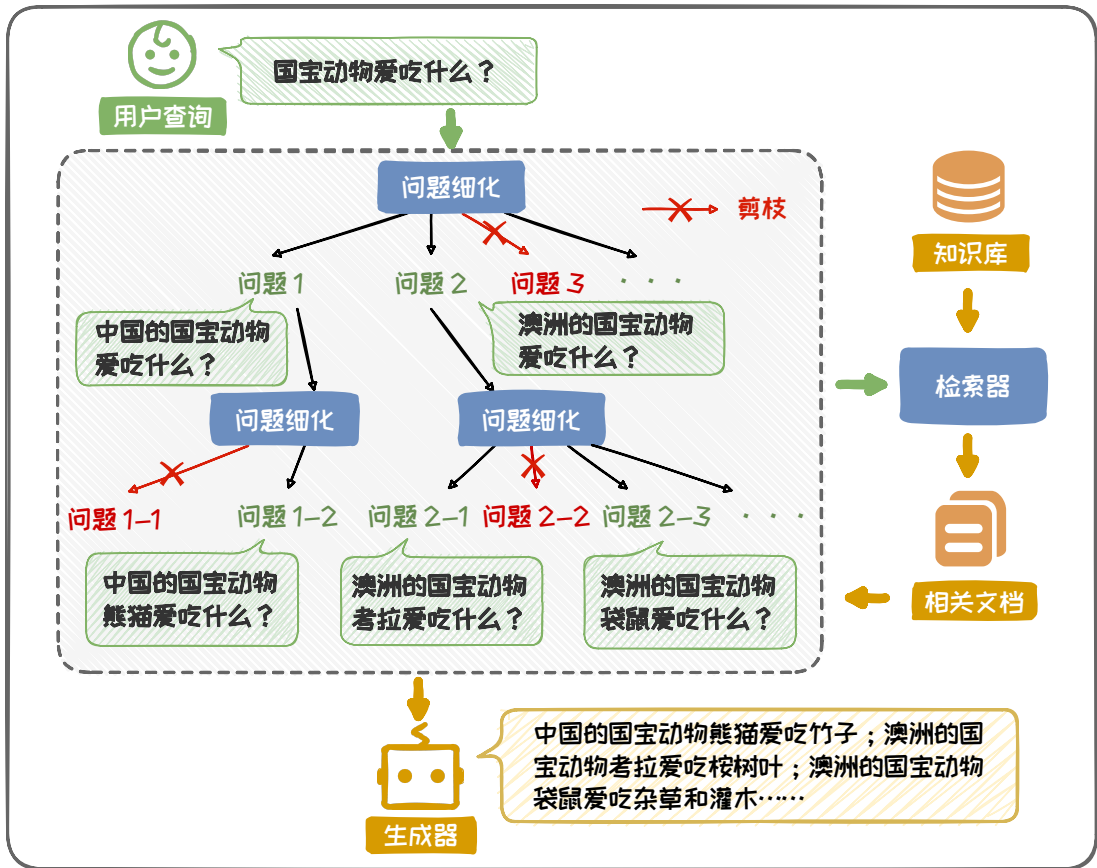 国宝动物爱吃什么？
用户查询
问题细化
剪枝
知识库
问题1
问题2
问题3
· · ·
中国的国宝动物
爱吃什么？
澳洲的国宝动物
爱吃什么？
检索器
问题细化
问题细化
问题1-1
问题1-2
问题2-1
问题2-2
问题2-3
· · ·
中国的国宝动物
熊猫爱吃什么？
澳洲的国宝动物
考拉爱吃什么？
澳洲的国宝动物
袋鼠爱吃什么？
相关文档
中国的国宝动物熊猫爱吃竹子；澳洲的国
宝动物考拉爱吃桉树叶；澳洲的国宝动物
袋鼠爱吃杂草和灌木……
生成器